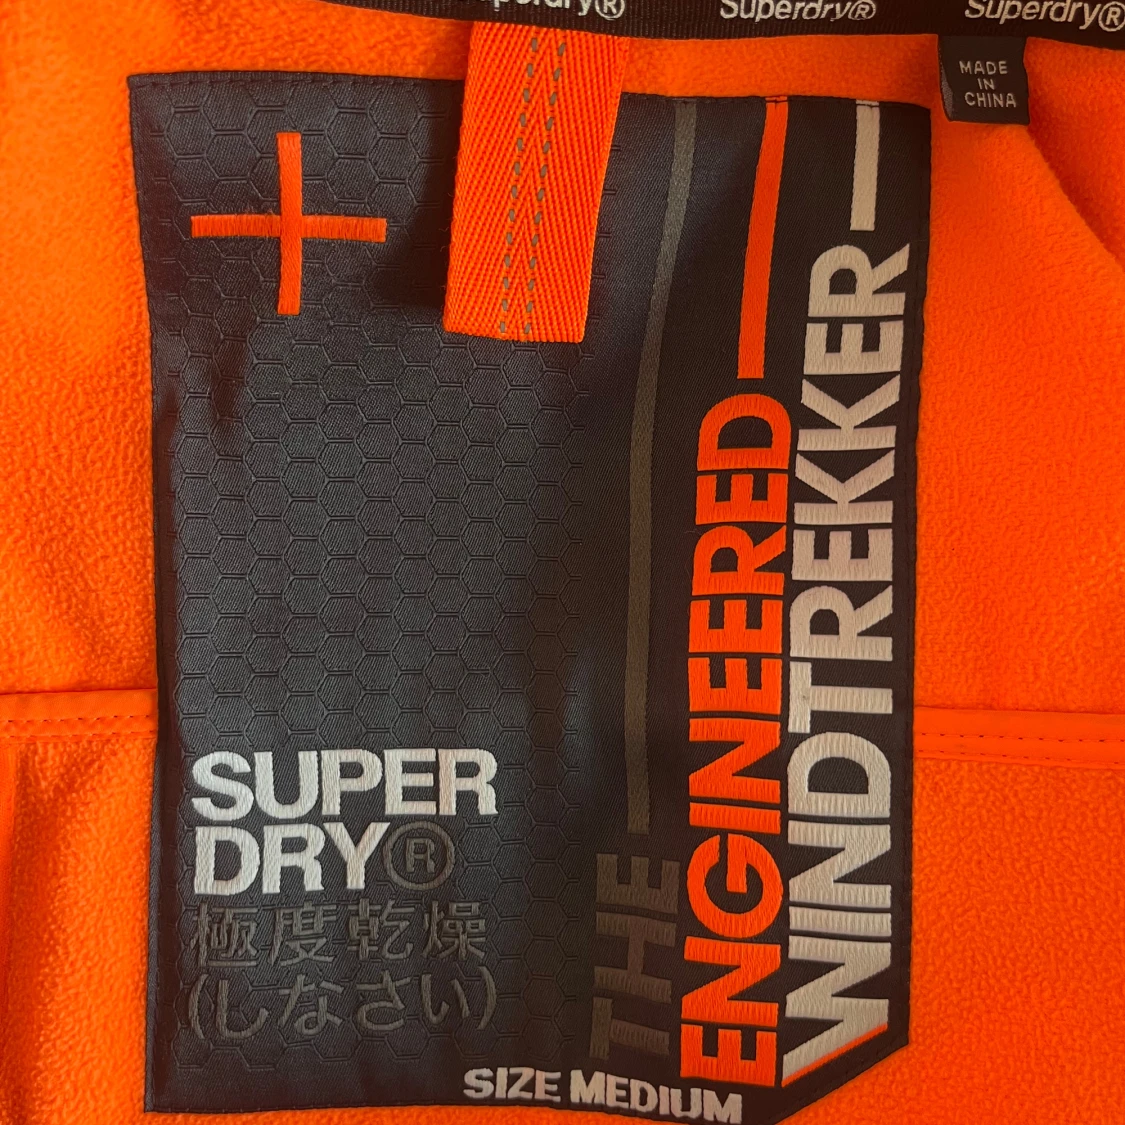 Superdry® Superdry® Superdry®
MADE
IN
CHINA
SUPER
DRY®
極度乾燥
(しなさい)
THE
ENGINEERED
WINDTREKKER
SIZE MEDIUM